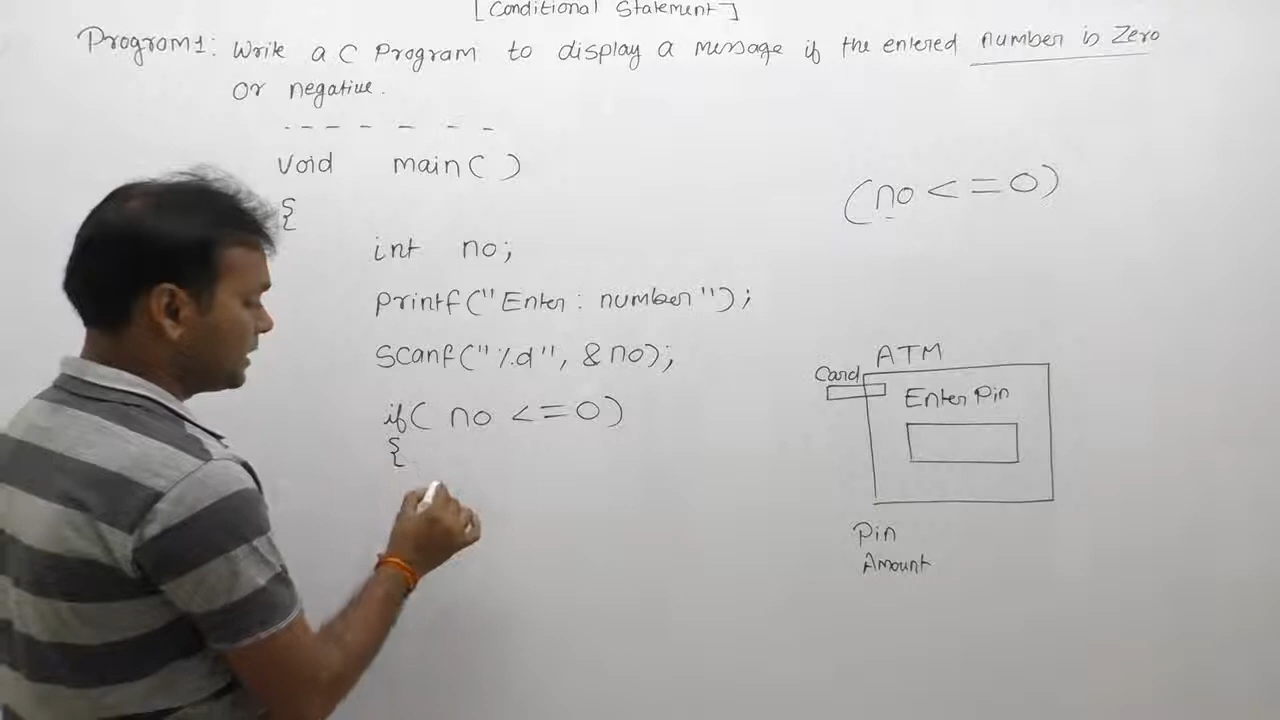 [Conditional Statement]
Program1: Write a C Program to display a message if the entered number is Zero
or negative.
void main( )
{
int no;
printf("Enter: number");
scanf("%d", &no);
if( no <=0)
{
(no <=0)
ATM
Card
Enter Pin
Pin
Amount